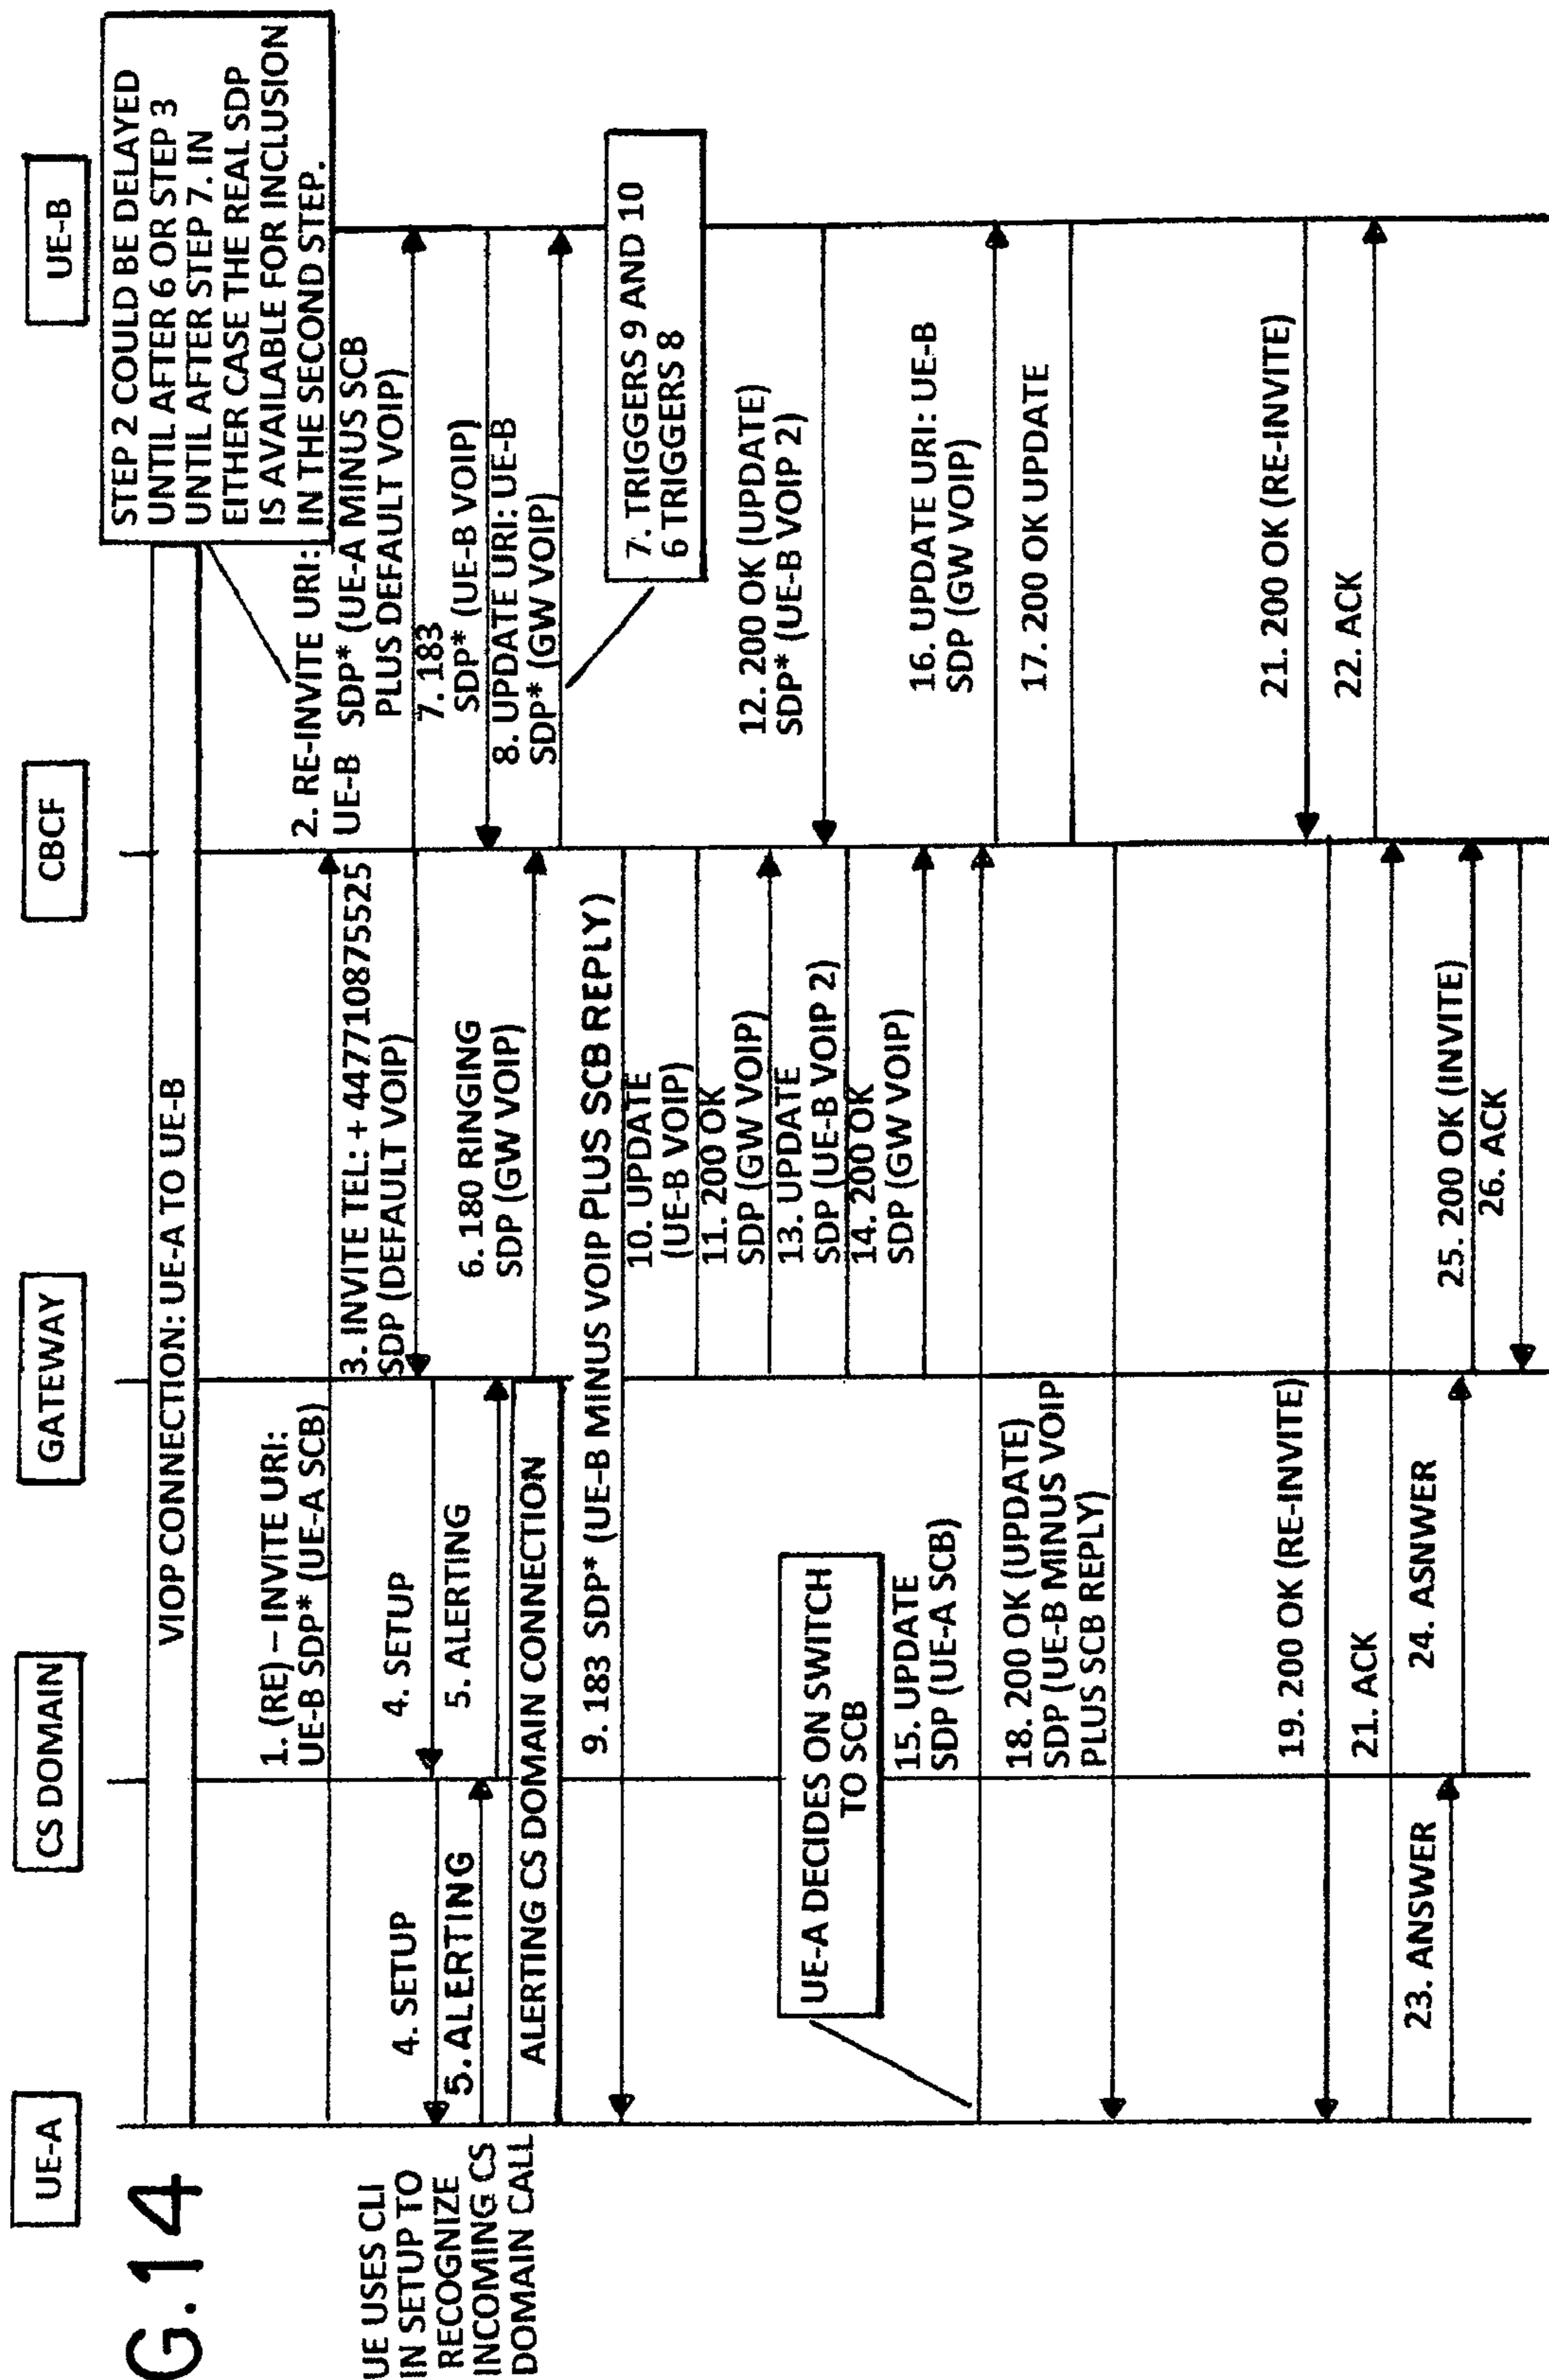 G.14
UE-A
CS DOMAIN
GATEWAY
CBCF
UE-B
VIOP CONNECTION: UE-A TO UE-B
STEP 2 COULD BE DELAYED
UNTIL AFTER 6 OR STEP 3
UNTIL AFTER STEP 7. IN
EITHER CASE THE REAL SDP
IS AVAILABLE FOR INCLUSION
IN THE SECOND STEP.
1. (RE) – INVITE URI:
UE-B SDP* (UE-A SCB)
2. RE-INVITE URI:
UE-B SDP* (UE-A MINUS SCB
PLUS DEFAULT VOIP)
3. INVITE TEL: + 447710875525
SDP (DEFAULT VOIP)
UE USES CLI
IN SETUP TO
RECOGNIZE
INCOMING CS
DOMAIN CALL
4. SETUP
4. SETUP
5. ALERTING
5. ALERTING
ALERTING CS DOMAIN CONNECTION
6. 180 RINGING
SDP (GW VOIP)
7. 183
SDP* (UE-B VOIP)
8. UPDATE URI: UE-B
SDP* (GW VOIP)
7. TRIGGERS 9 AND 10
6 TRIGGERS 8
9. 183 SDP* (UE-B MINUS VOIP PLUS SCB REPLY)
10. UPDATE
(UE-B VOIP)
11. 200 OK
SDP (GW VOIP)
12. 200 OK (UPDATE)
SDP* (UE-B VOIP 2)
13. UPDATE
SDP (UE-B VOIP 2)
14. 200 OK
SDP (GW VOIP)
UE-A DECIDES ON SWITCH
TO SCB
15. UPDATE
SDP (UE-A SCB)
16. UPDATE URI: UE-B
SDP (GW VOIP)
17. 200 OK UPDATE
18. 200 OK (UPDATE)
SDP (UE-B MINUS VOIP
PLUS SCB REPLY)
19. 200 OK (RE-INVITE)
21. 200 OK (RE-INVITE)
21. ACK
22. ACK
23. ANSWER
24. ASNWER
25. 200 OK (INVITE)
26. ACK